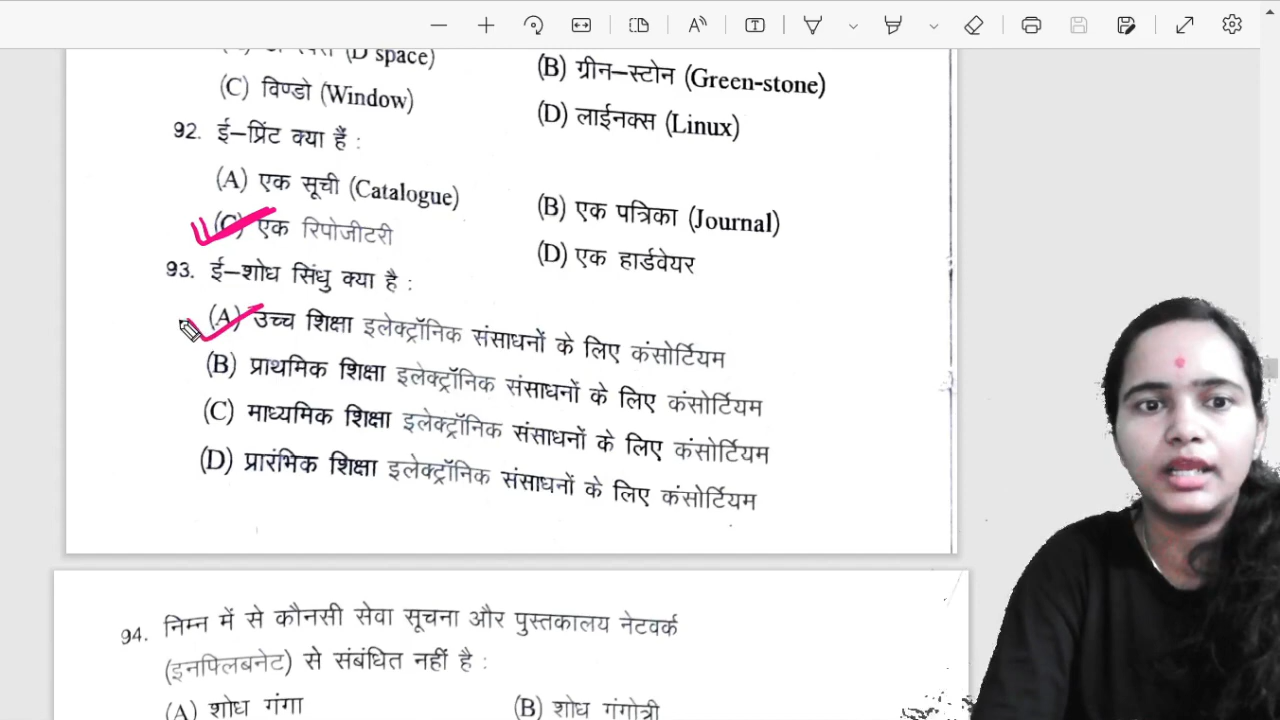 (D space)
(B) ग्रीन–स्टोन (Green-stone)
(C) विण्डो (Window)
(D) लाईनक्स (Linux)
92. ई–प्रिंट क्या हैं :
(A) एक सूची (Catalogue)
(B) एक पत्रिका (Journal)
(C) एक रिपोजीटरी
(D) एक हार्डवेयर
93. ई–शोध सिंधु क्या है :
(A) उच्च शिक्षा इलेक्ट्रॉनिक संसाधनों के लिए कंसोर्टियम
(B) प्राथमिक शिक्षा इलेक्ट्रॉनिक संसाधनों के लिए कंसोर्टियम
(C) माध्यमिक शिक्षा इलेक्ट्रॉनिक संसाधनों के लिए कंसोर्टियम
(D) प्रारंभिक शिक्षा इलेक्ट्रॉनिक संसाधनों के लिए कंसोर्टियम
94. निम्न में से कौनसी सेवा सूचना और पुस्तकालय नेटवर्क
(इनफ्लिबनेट) से संबंधित नहीं है :
(A) शोध गंगा
(B) शोध गंगोत्री